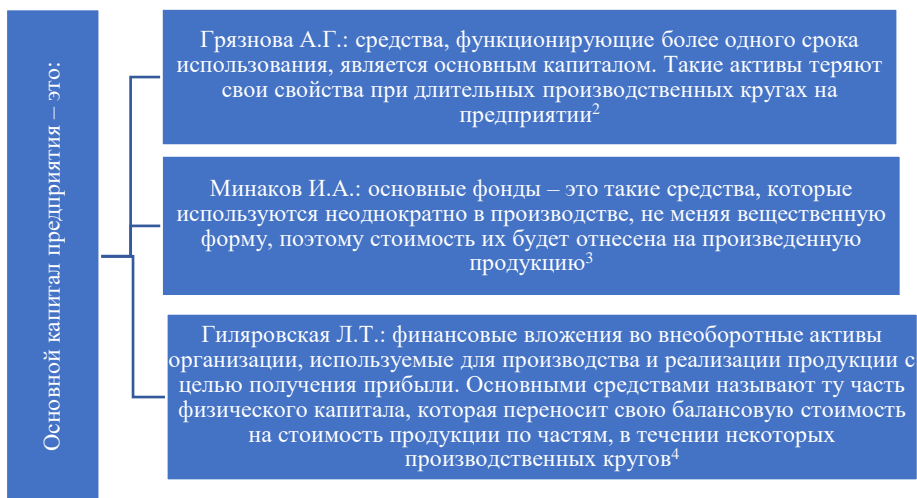 Основной капитал предприятия – это:
Грязнова А.Г.: средства, функционирующие более одного срока
использования, является основным капиталом. Такие активы теряют
свои свойства при длительных производственных кругах на
предприятии²
Минаков И.А.: основные фонды – это такие средства, которые
используются неоднократно в производстве, не меняя вещественную
форму, поэтому стоимость их будет отнесена на произведенную
продукцию³
Гиляровская Л.Т.: финансовые вложения во внеоборотные активы
организации, используемые для производства и реализации продукции с
целью получения прибыли. Основными средствами называют ту часть
физического капитала, которая переносит свою балансовую стоимость
на стоимость продукции по частям, в течении некоторых
производственных кругов⁴